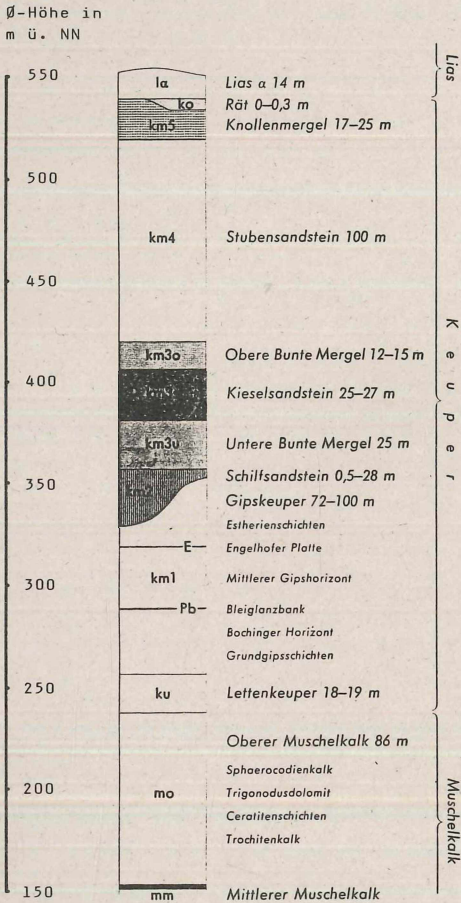 Ø-Höhe in
m ü. NN
550
lα
Lias α 14 m
Lias
ko
Rät 0–0,3 m
km5
Knollenmergel 17–25 m
500
km4
Stubensandstein 100 m
450
km3o
Obere Bunte Mergel 12–15 m
Keuper
400
Kieselsandstein 25–27 m
km3u
Untere Bunte Mergel 25 m
350
km2
Schilfsandstein 0,5–28 m
Gipskeuper 72–100 m
Estherienschichten
E
Engelhofer Platte
300
km1
Mittlerer Gipshorizont
Pb
Bleiglanzbank
Bochinger Horizont
Grundgipsschichten
250
ku
Lettenkeuper 18–19 m
Oberer Muschelkalk 86 m
Sphaerocodienkalk
200
mo
Trigonodusdolomit
Ceratitenschichten
Trochitenkalk
Muschelkalk
150
mm
Mittlerer Muschelkalk